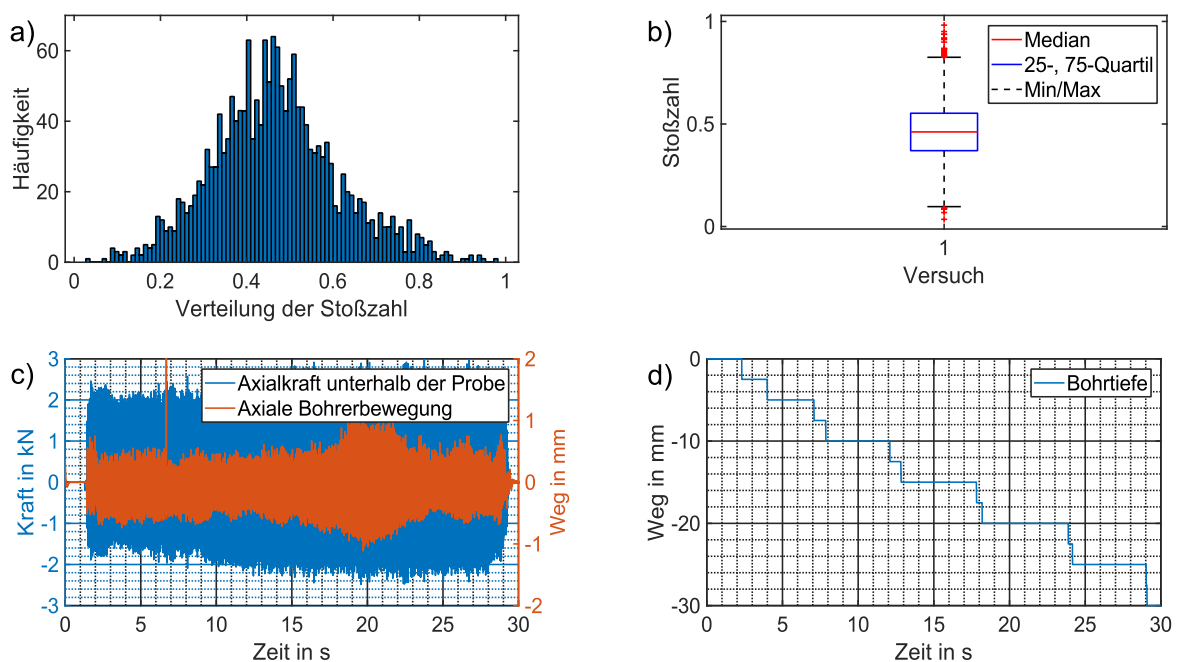 a)
Häufigkeit
60
40
20
0
0 0.2 0.4 0.6 0.8 1
Verteilung der Stoßzahl
b)
Stoßzahl
1
0.5
0
Median
25-, 75-Quartil
Min/Max
1
Versuch
c)
Kraft in kN
3
2
1
0
-1
-2
-3
Axialkraft unterhalb der Probe
Axiale Bohrerbewegung
2
1
0
-1
-2
Weg in mm
0 5 10 15 20 25 30
Zeit in s
d)
Weg in mm
0
-10
-20
-30
Bohrtiefe
0 5 10 15 20 25 30
Zeit in s